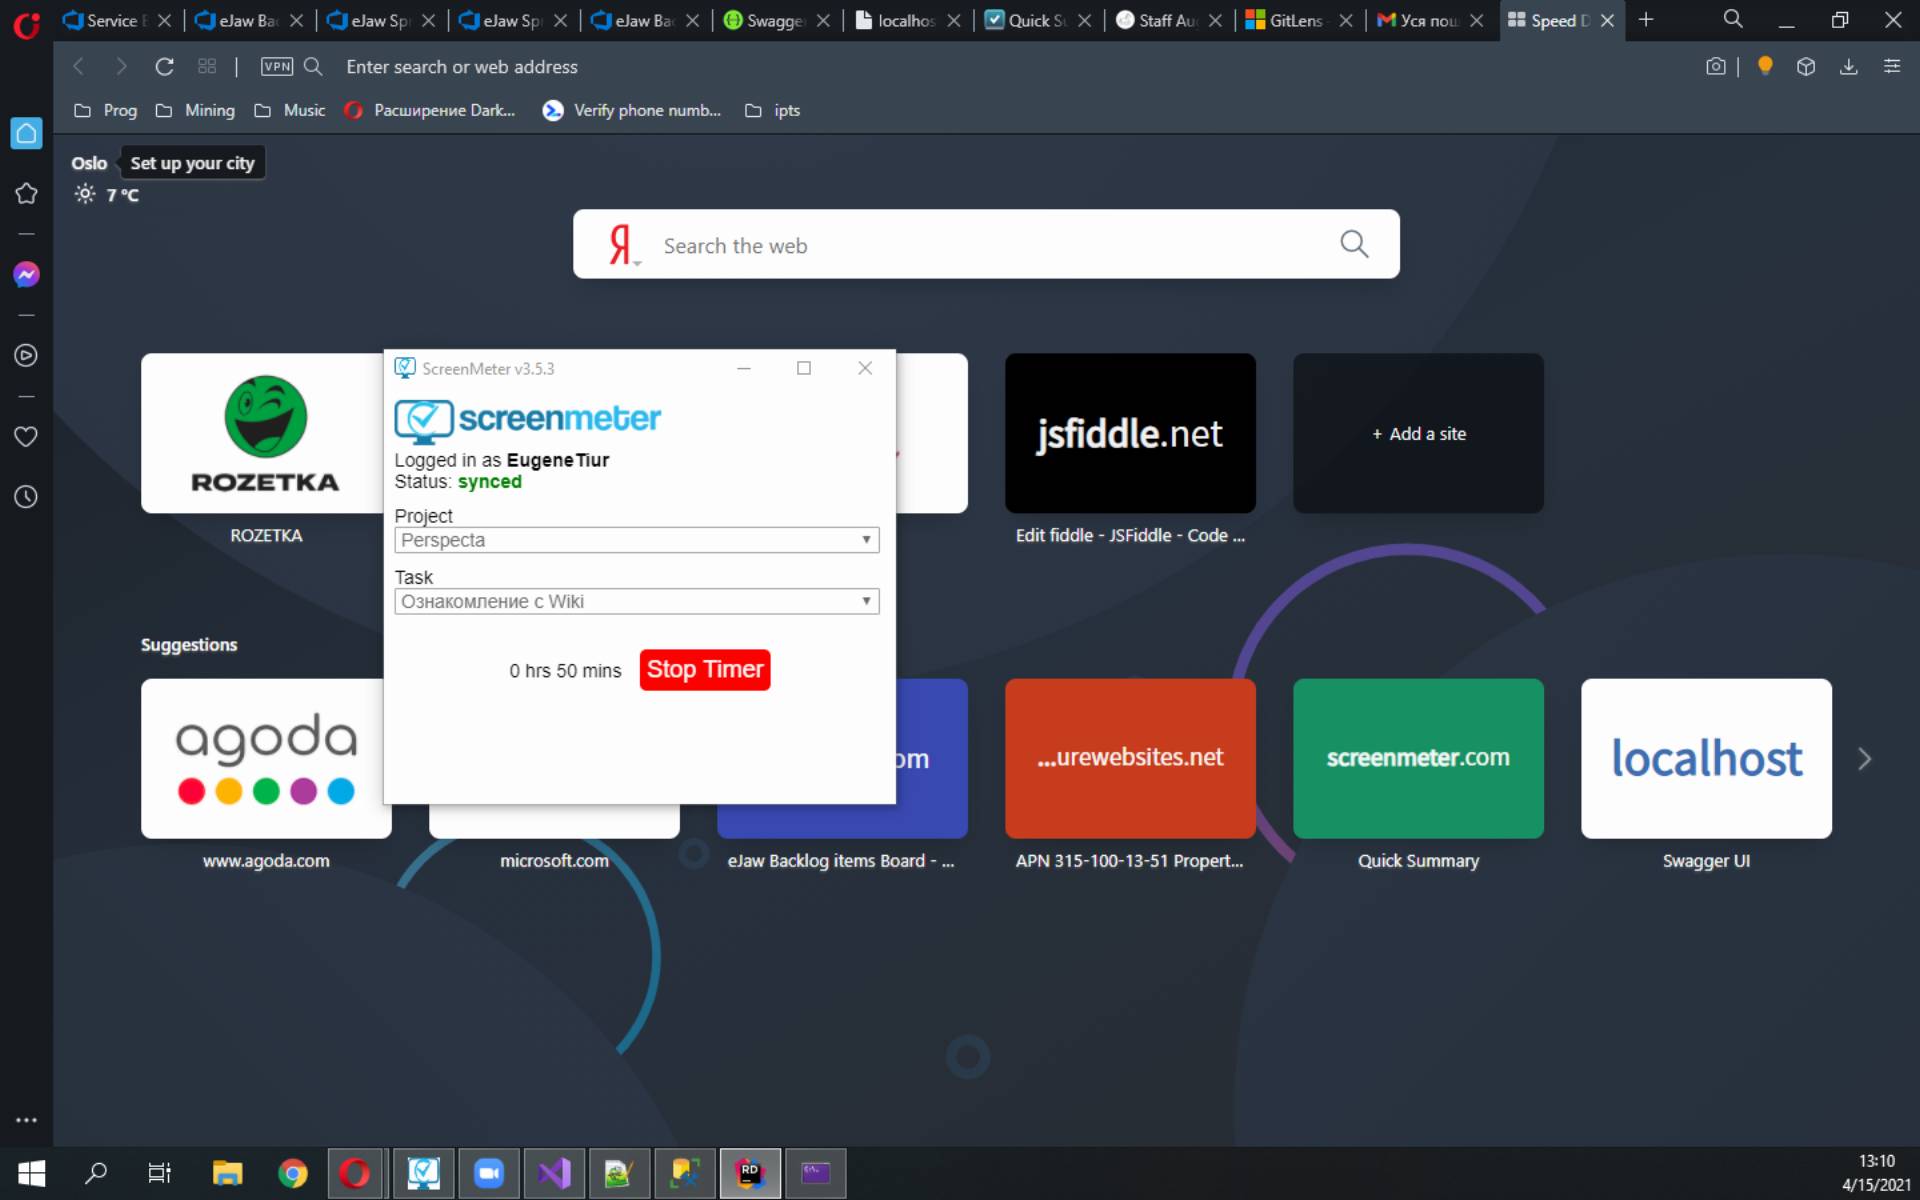 Service
eJaw Ba
eJaw Sp
eJaw Sp
eJaw Ba
Swagge
localhos
Quick S
Staff Au
GitLens
Уся пош
Speed D
VPN
Enter search or web address
Prog
Mining
Music
Расширение Dark...
Verify phone numb...
ipts
Oslo
Set up your city
7 °C
Я
Search the web
ScreenMeter v3.5.3
screenmeter
Logged in as EugeneTiur
Status: synced
Project
Perspecta
Task
Ознакомление с Wiki
0 hrs 50 mins
Stop Timer
ROZETKA
ROZETKA
jsfiddle.net
Edit fiddle - JSFiddle - Code ...
+ Add a site
Suggestions
agoda
www.agoda.com
microsoft.com
om
eJaw Backlog items Board - ...
...urewebsites.net
APN 315-100-13-51 Propert...
screenmeter.com
Quick Summary
localhost
Swagger UI
RD
13:10
4/15/2021